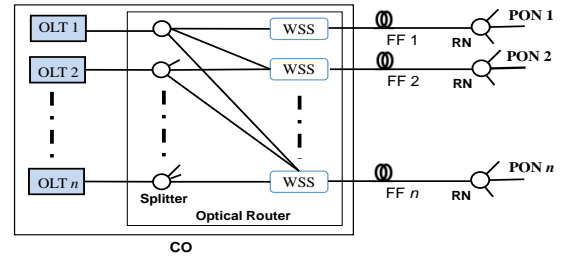 OLT 1
WSS
FF 1
RN
PON 1
OLT 2
WSS
FF 2
RN
PON 2
OLT n
Splitter
WSS
FF n
RN
PON n
Optical Router
CO